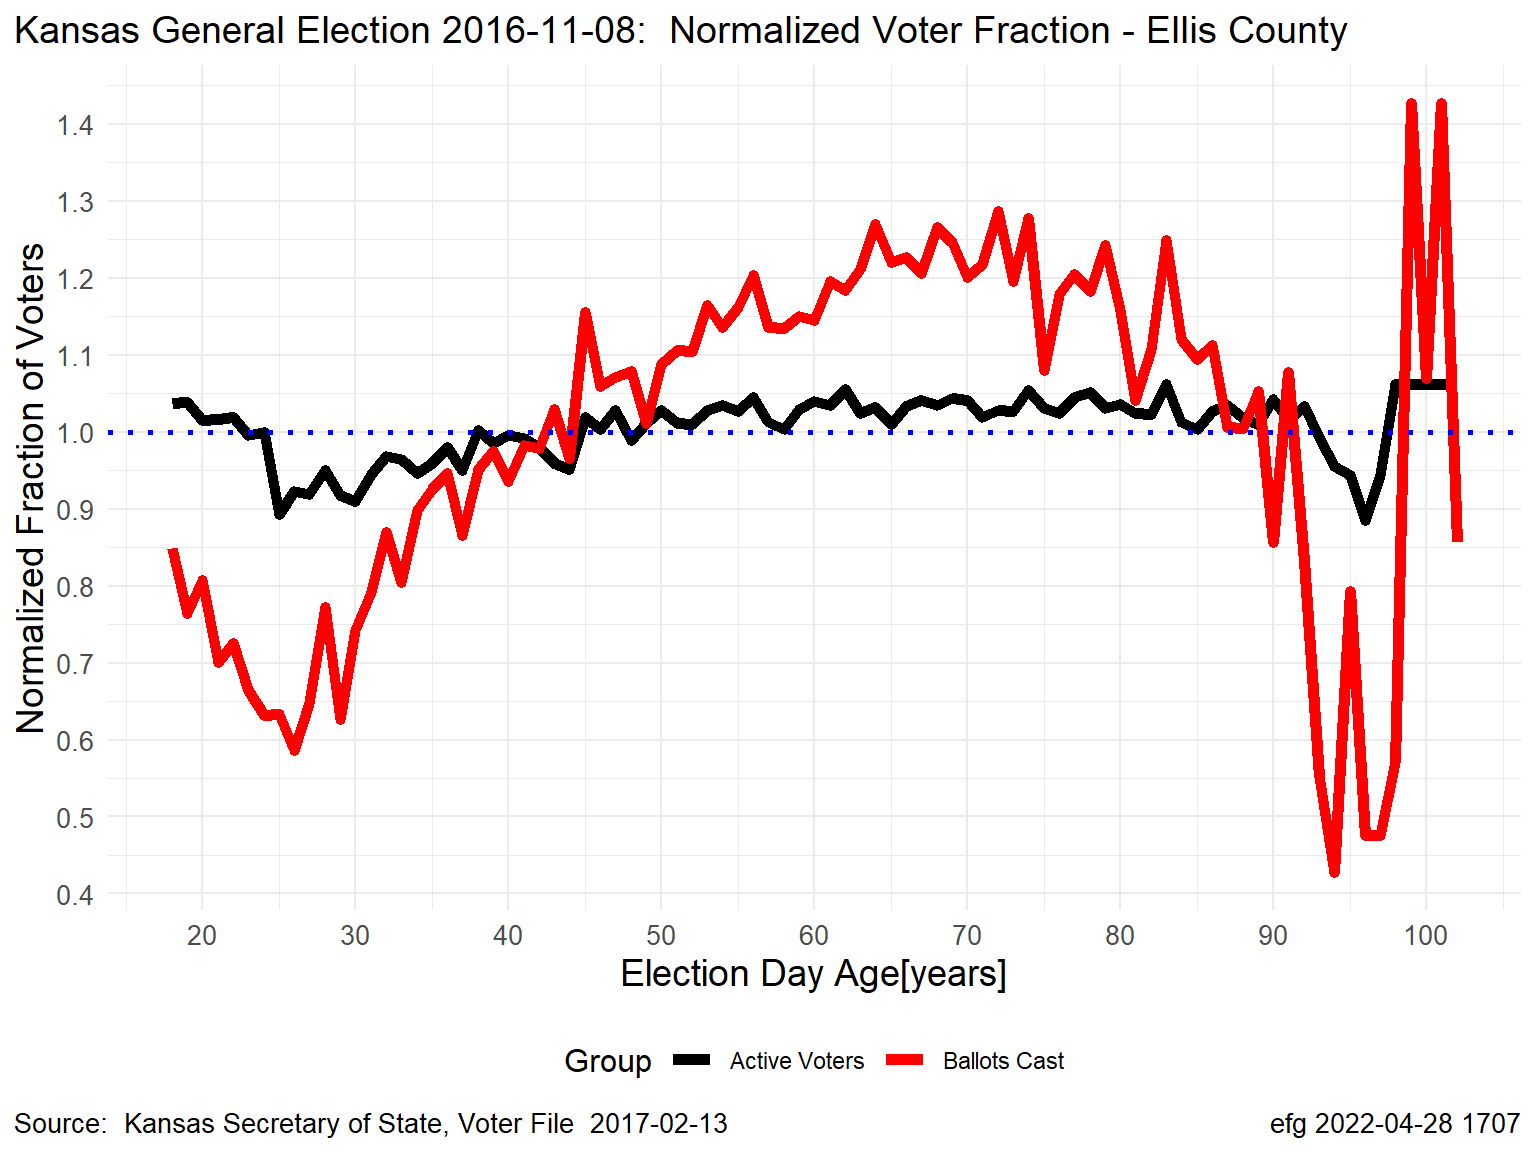 Kansas General Election 2016-11-08:  Normalized Voter Fraction - Ellis County
Normalized Fraction of Voters
1.4
1.3
1.2
1.1
1.0
0.9
0.8
0.7
0.6
0.5
0.4
20 30 40 50 60 70 80 90 100
Election Day Age[years]
Group Active Voters Ballots Cast
Source:  Kansas Secretary of State, Voter File  2017-02-13
efg 2022-04-28 1707